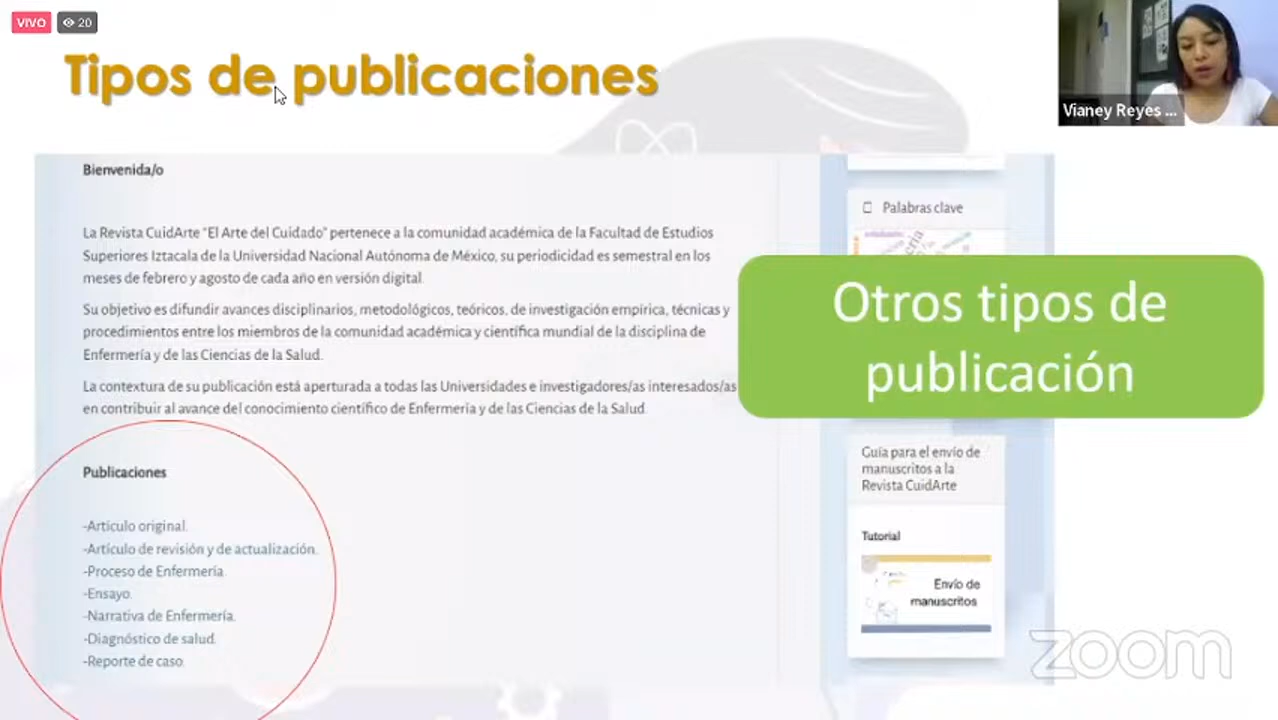 VIVO
20
Tipos de publicaciones
Vianey Reyes ...
Bienvenida/o
La Revista CuidArte "El Arte del Cuidado" pertenece a la comunidad académica de la Facultad de Estudios
Superiores Iztacala de la Universidad Nacional Autónoma de México, su periodicidad es semestral en los
meses de febrero y agosto de cada año en versión digital.
Su objetivo es difundir avances disciplinarios, metodológicos, teóricos, de investigación empírica, técnicas y
procedimientos entre los miembros de la comunidad académica y científica mundial de la disciplina de
Enfermería y de las Ciencias de la Salud.
La contextura de su publicación está aperturada a todas las Universidades e investigadores/as interesados/as
en contribuir al avance del conocimiento científico de Enfermería y de las Ciencias de la Salud.
Publicaciones
-Artículo original.
-Artículo de revisión y de actualización.
-Proceso de Enfermería.
-Ensayo.
-Narrativa de Enfermería.
-Diagnóstico de salud.
-Reporte de caso.
Palabras clave
Otros tipos de
publicación
Guía para el envío de
manuscritos a la
Revista CuidArte
Tutorial
Envío de
manuscritos
zoom